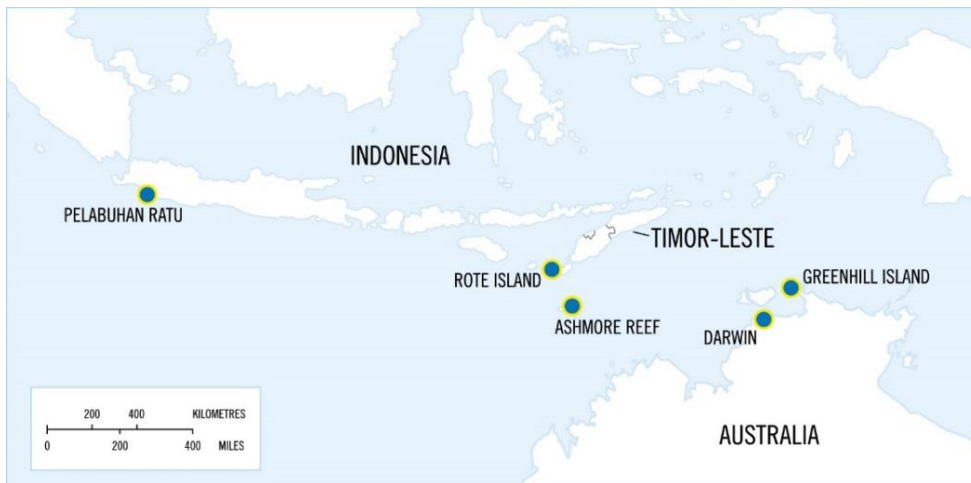 INDONESIA
PELABUHAN RATU
TIMOR-LESTE
ROTE ISLAND
GREENHILL ISLAND
ASHMORE REEF
DARWIN
AUSTRALIA
200 400 KILOMETRES
0 200 400 MILES